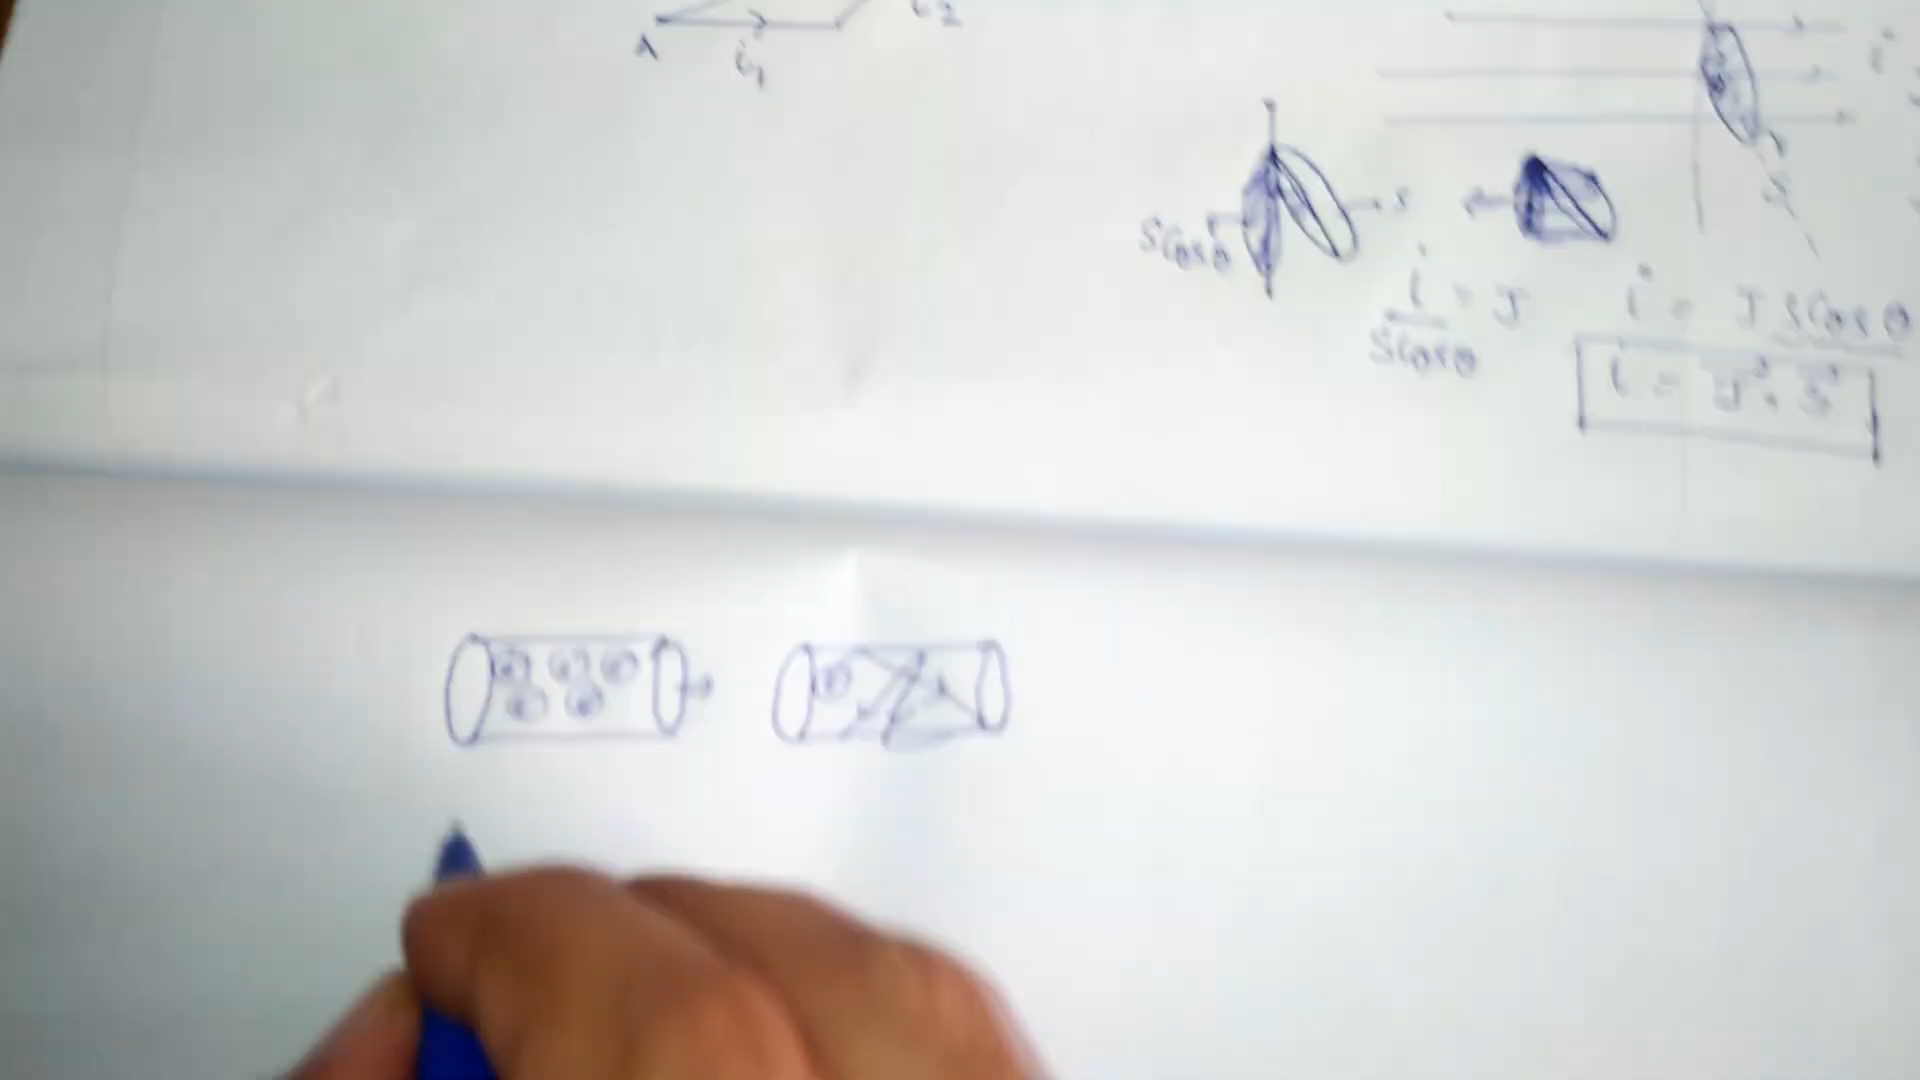 A
i₁
i
S cos θ
S
i / S cos θ = J
i = J S cos θ
i = J⃗ . S⃗